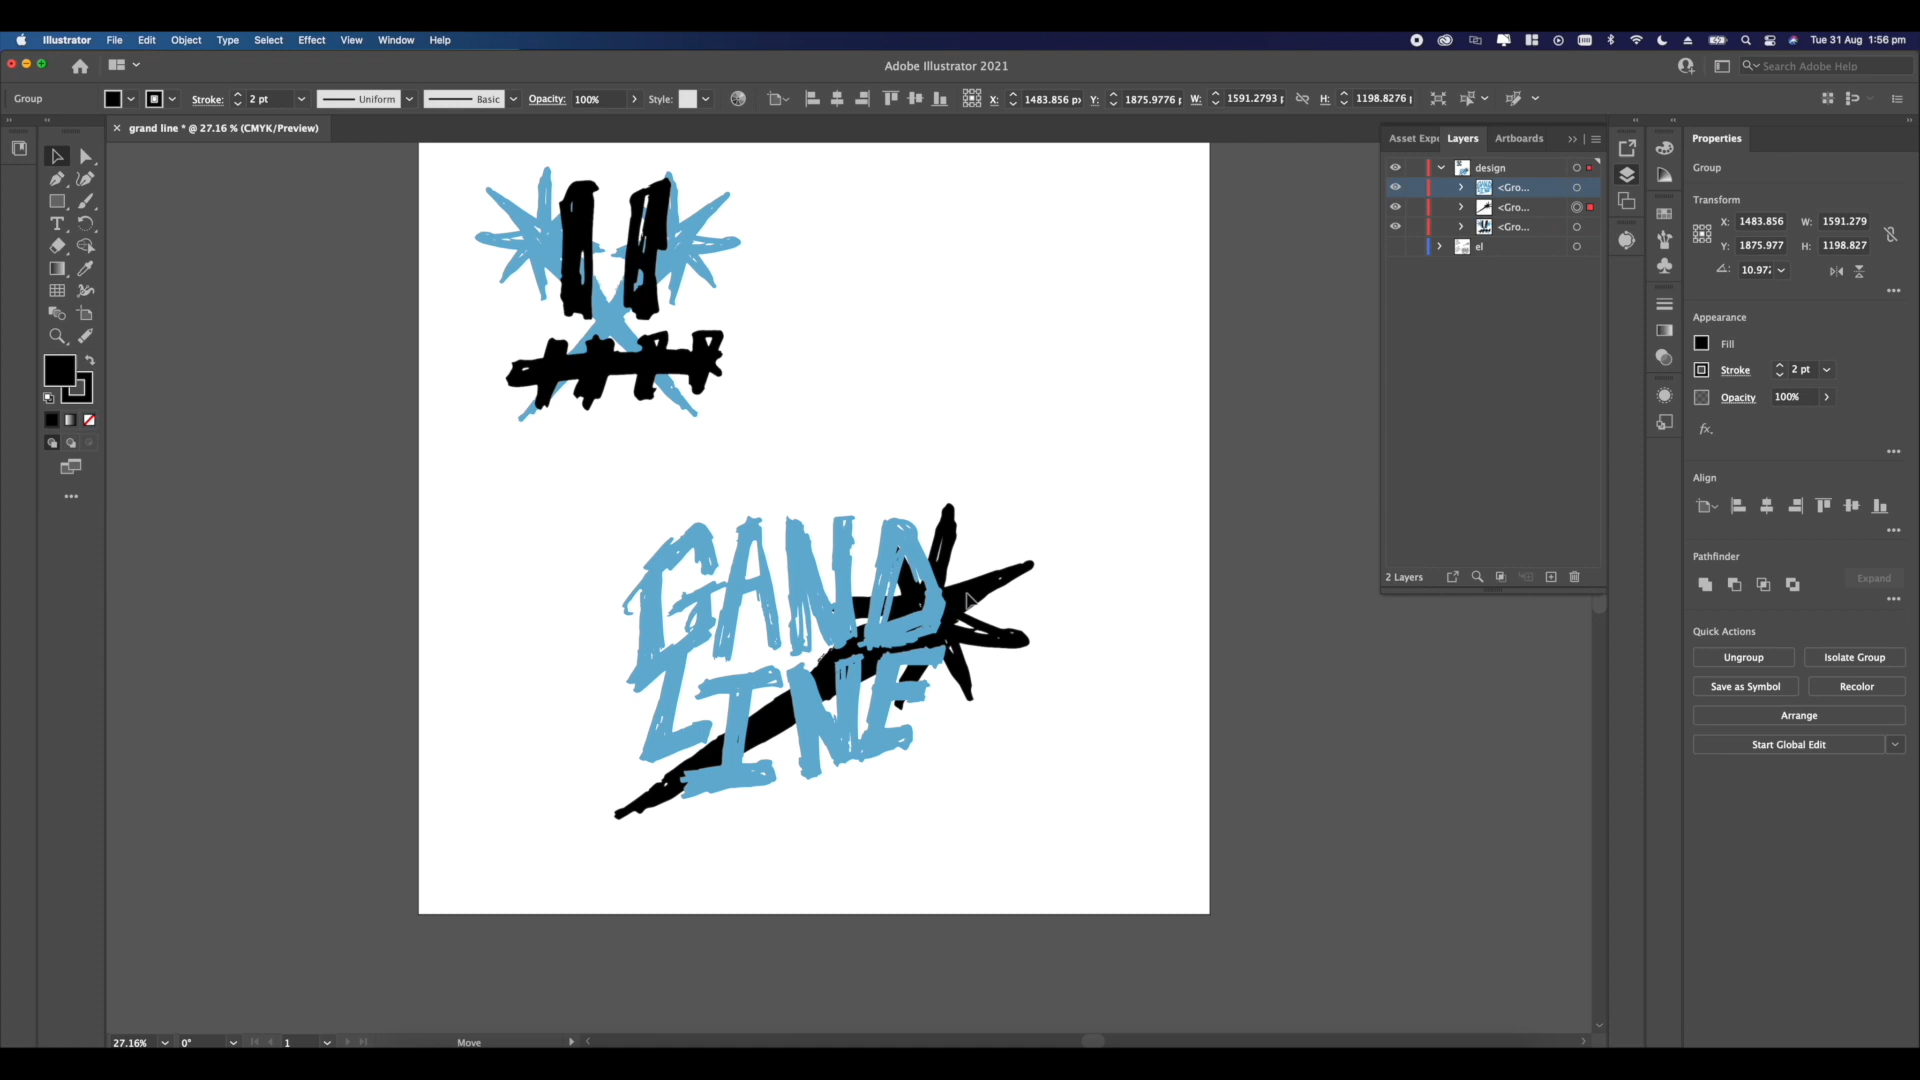 Illustrator File Edit Object Type Select Effect View Window Help
Tue 31 Aug 1:56 pm
Adobe Illustrator 2021
Search Adobe Help
Group Stroke: 2 pt Uniform Basic Opacity: 100% Style: X: 1483.856 px Y: 1875.9776 W: 1591.2793 H: 1198.8276
× grand line * @ 27.16 % (CMYK/Preview)
Asset Expo Layers Artboards
design
<Gro...
<Gro...
<Gro...
el
2 Layers
Properties
Group
Transform
X: 1483.856 W: 1591.279
Y: 1875.977 H: 1198.827
10.97
Appearance
Fill
Stroke 2 pt
Opacity 100%
fx.
Align
Pathfinder
Expand
Quick Actions
Ungroup Isolate Group
Save as Symbol Recolor
Arrange
Start Global Edit
GAND
LINE
27.16% 0° 1 Move